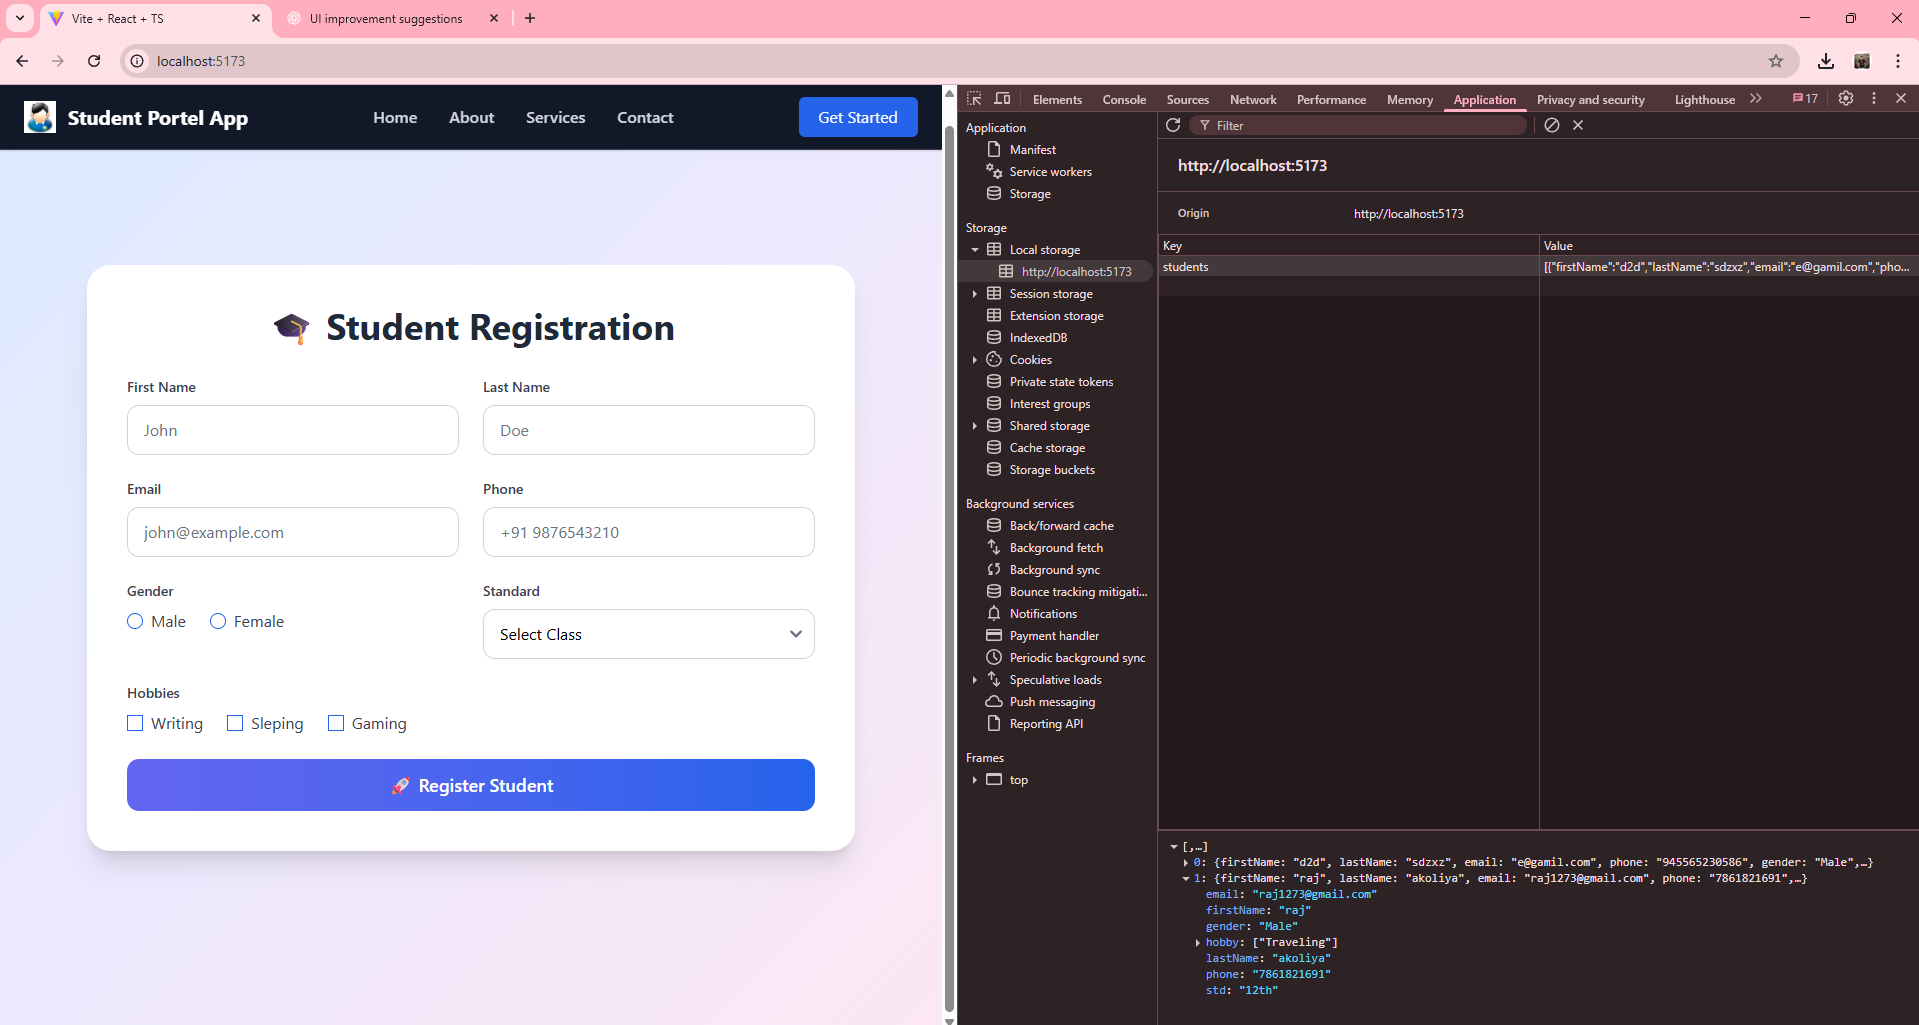 Vite + React + TS
UI improvement suggestions
localhost:5173
Student Portel App
Home
About
Services
Contact
Get Started
🎓 Student Registration
First Name
Last Name
John
Doe
Email
Phone
john@example.com
+91 9876543210
Gender
Standard
Male
Female
Select Class
Hobbies
Writing
Sleping
Gaming
🚀 Register Student
Elements
Console
Sources
Network
Performance
Memory
Application
Privacy and security
Lighthouse
17
Application
Manifest
Service workers
Storage
Storage
Local storage
http://localhost:5173
Session storage
Extension storage
IndexedDB
Cookies
Private state tokens
Interest groups
Shared storage
Cache storage
Storage buckets
Background services
Back/forward cache
Background fetch
Background sync
Bounce tracking mitigati...
Notifications
Payment handler
Periodic background sync
Speculative loads
Push messaging
Reporting API
Frames
top
Filter
http://localhost:5173
Origin
http://localhost:5173
Key
Value
students
[{"firstName":"d2d","lastName":"sdzxz","email":"e@gamil.com","pho...
[,…]
0: {firstName: "d2d", lastName: "sdzxz", email: "e@gamil.com", phone: "945565230586", gender: "Male",…}
1: {firstName: "raj", lastName: "akoliya", email: "raj1273@gmail.com", phone: "7861821691",…}
email: "raj1273@gmail.com"
firstName: "raj"
gender: "Male"
hobby: ["Traveling"]
lastName: "akoliya"
phone: "7861821691"
std: "12th"